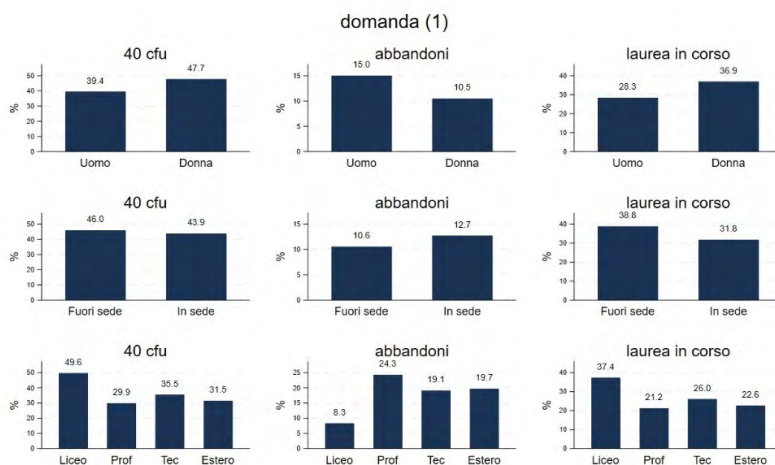 domanda (1)
40 cfu
abbandoni
laurea in corso
%
50
40
30
20
10
0
39.4
47.7
Uomo
Donna
%
15
10
5
0
15.0
10.5
Uomo
Donna
%
40
30
20
10
0
28.3
36.9
Uomo
Donna
40 cfu
abbandoni
laurea in corso
%
50
40
30
20
10
0
46.0
43.9
Fuori sede
In sede
%
15
10
5
0
10.6
12.7
Fuori sede
In sede
%
40
30
20
10
0
38.8
31.8
Fuori sede
In sede
40 cfu
abbandoni
laurea in corso
%
50
40
30
20
10
0
49.6
29.9
35.5
31.5
Liceo
Prof
Tec
Estero
%
25
20
15
10
5
0
8.3
24.3
19.1
19.7
Liceo
Prof
Tec
Estero
%
40
30
20
10
0
37.4
21.2
26.0
22.6
Liceo
Prof
Tec
Estero